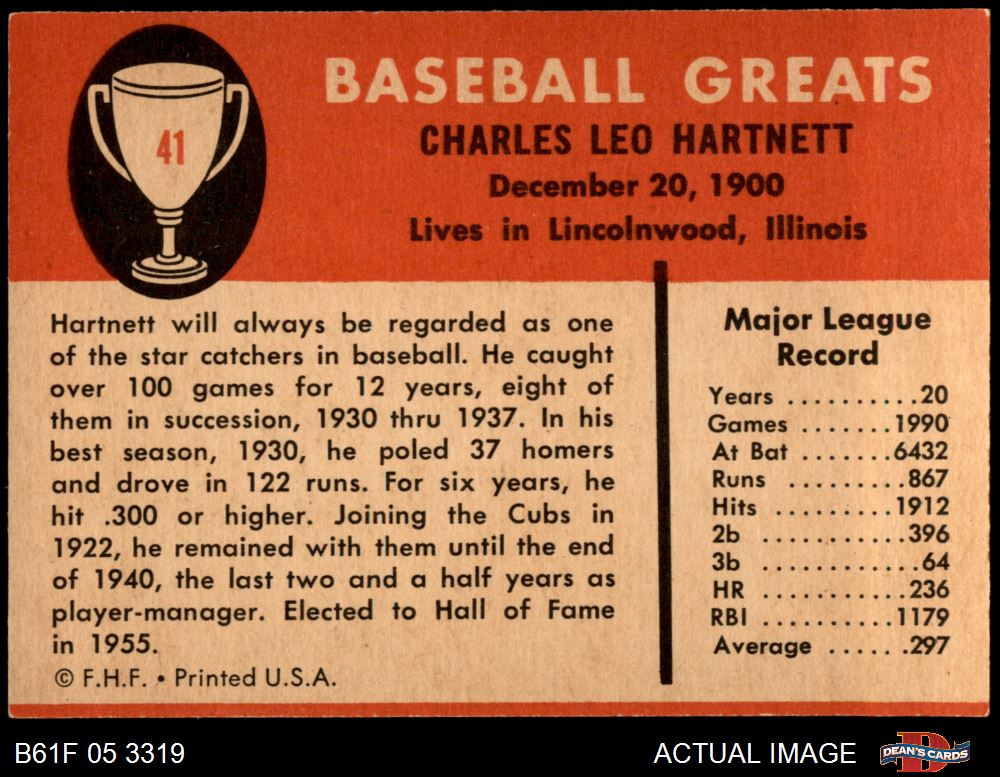 41
BASEBALL GREATS
CHARLES LEO HARTNETT
December 20, 1900
Lives in Lincolnwood, Illinois
Hartnett will always be regarded as one
of the star catchers in baseball. He caught
over 100 games for 12 years, eight of
them in succession, 1930 thru 1937. In his
best season, 1930, he poled 37 homers
and drove in 122 runs. For six years, he
hit .300 or higher. Joining the Cubs in
1922, he remained with them until the end
of 1940, the last two and a half years as
player-manager. Elected to Hall of Fame
in 1955.
© F.H.F. • Printed U.S.A.
Major League
Record
Years ..........20
Games .......1990
At Bat .......6432
Runs .........867
Hits .........1912
2b ...........396
3b ............64
HR ...........236
RBI ..........1179
Average ......297
B61F 05 3319
ACTUAL IMAGE
DEAN'S CARDS